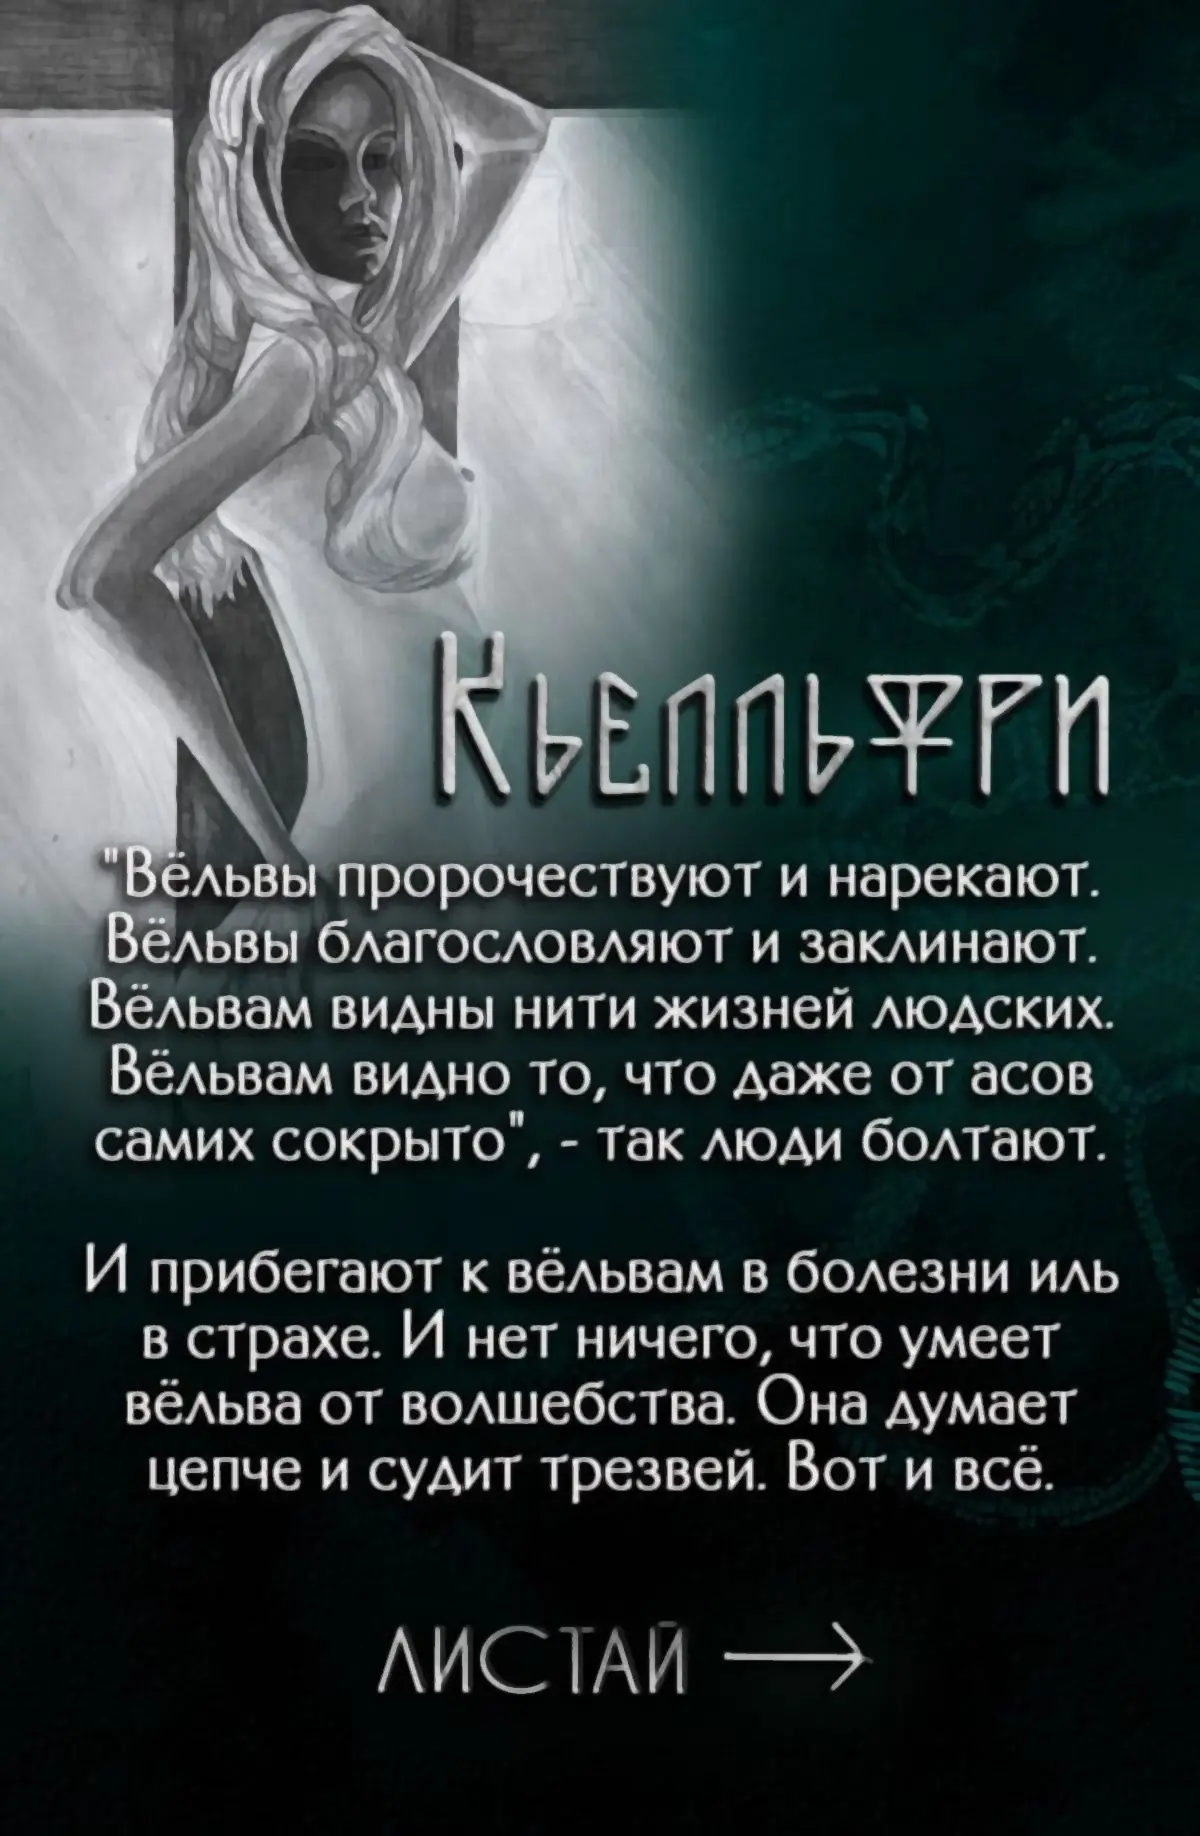 Кьелльфри
"Вёльвы пророчествуют и нарекают.
Вёльвы благословляют и заклинают.
Вёльвам видны нити жизней людских.
Вёльвам видно то, что даже от асов
самих сокрыто", - так люди болтают.
И прибегают к вёльвам в болезни иль
в страхе. И нет ничего, что умеет
вёльва от волшебства. Она думает
цепче и судит трезвей. Вот и всё.
ЛИСТАЙ →